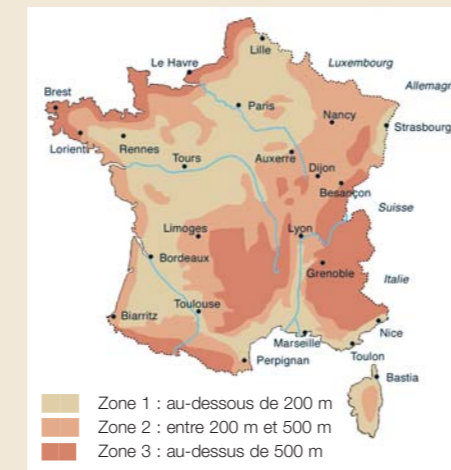 Lille
Le Havre
Luxembourg
Allemagn
Brest
Paris
Nancy
Strasbourg
Lorient
Rennes
Auxerre
Tours
Dijon
Besançon
Suisse
Limoges
Lyon
Bordeaux
Grenoble
Italie
Toulouse
Biarritz
Nice
Marseille
Toulon
Perpignan
Bastia
Zone 1 : au-dessous de 200 m
Zone 2 : entre 200 m et 500 m
Zone 3 : au-dessus de 500 m